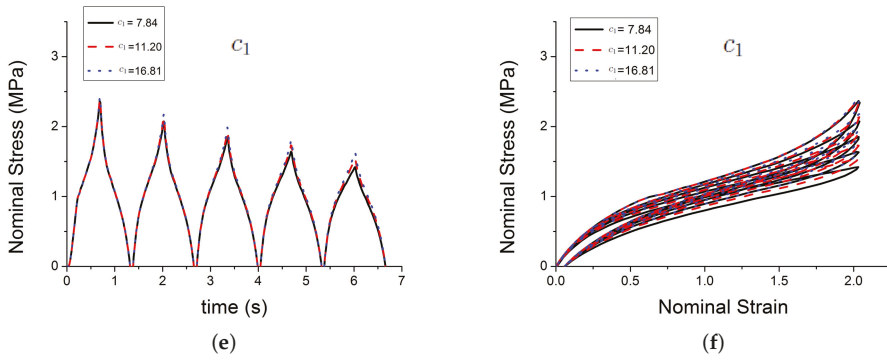 c₁ = 7.84
c₁ =11.20
c₁ =16.81
c₁
Nominal Stress (MPa)
3
2
1
0
0 1 2 3 4 5 6 7
time (s)
(e)
c₁ = 7.84
c₁ =11.20
c₁ =16.81
c₁
Nominal Stress (MPa)
3
2
1
0
0.0 0.5 1.0 1.5 2.0
Nominal Strain
(f)